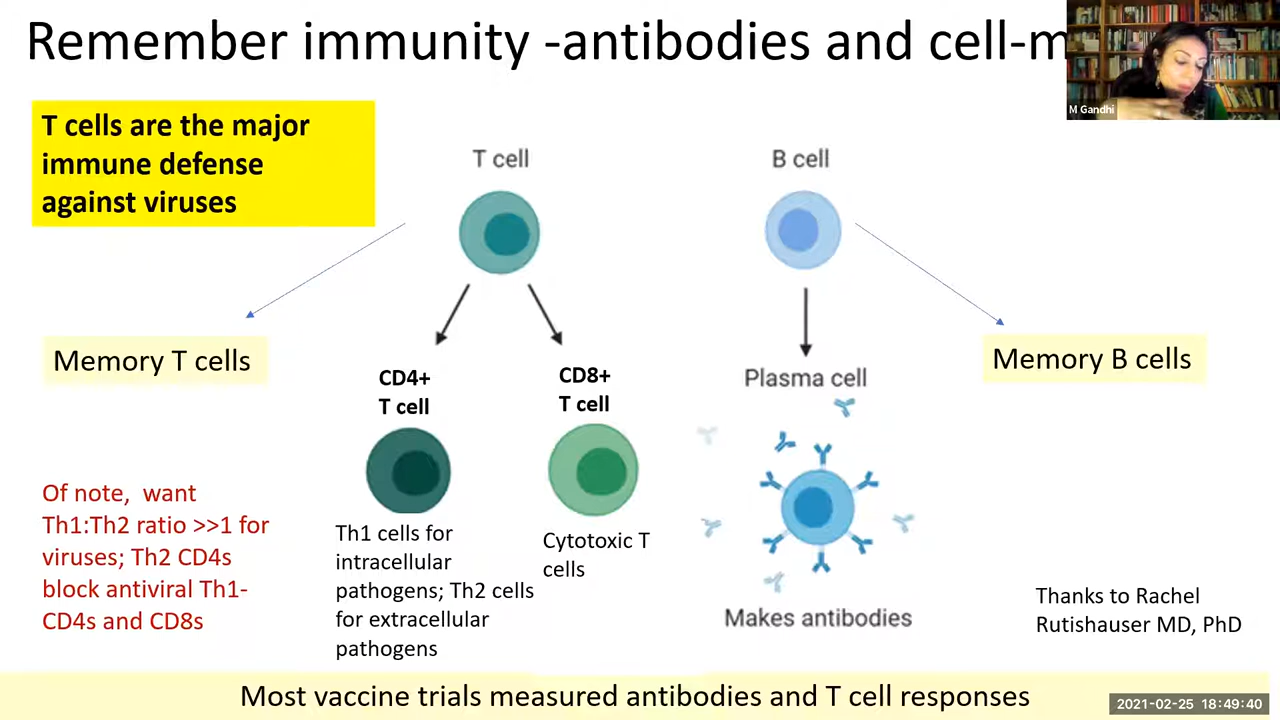 Remember immunity -antibodies and cell-m
M Gandhi
T cells are the major
immune defense
against viruses
T cell
B cell
Memory T cells
Memory B cells
CD4+
T cell
CD8+
T cell
Plasma cell
Of note, want
Th1:Th2 ratio >>1 for
viruses; Th2 CD4s
block antiviral Th1-
CD4s and CD8s
Th1 cells for
intracellular
pathogens; Th2 cells
for extracellular
pathogens
Cytotoxic T
cells
Makes antibodies
Thanks to Rachel
Rutishauser MD, PhD
Most vaccine trials measured antibodies and T cell responses
2021-02-25 18:49:40